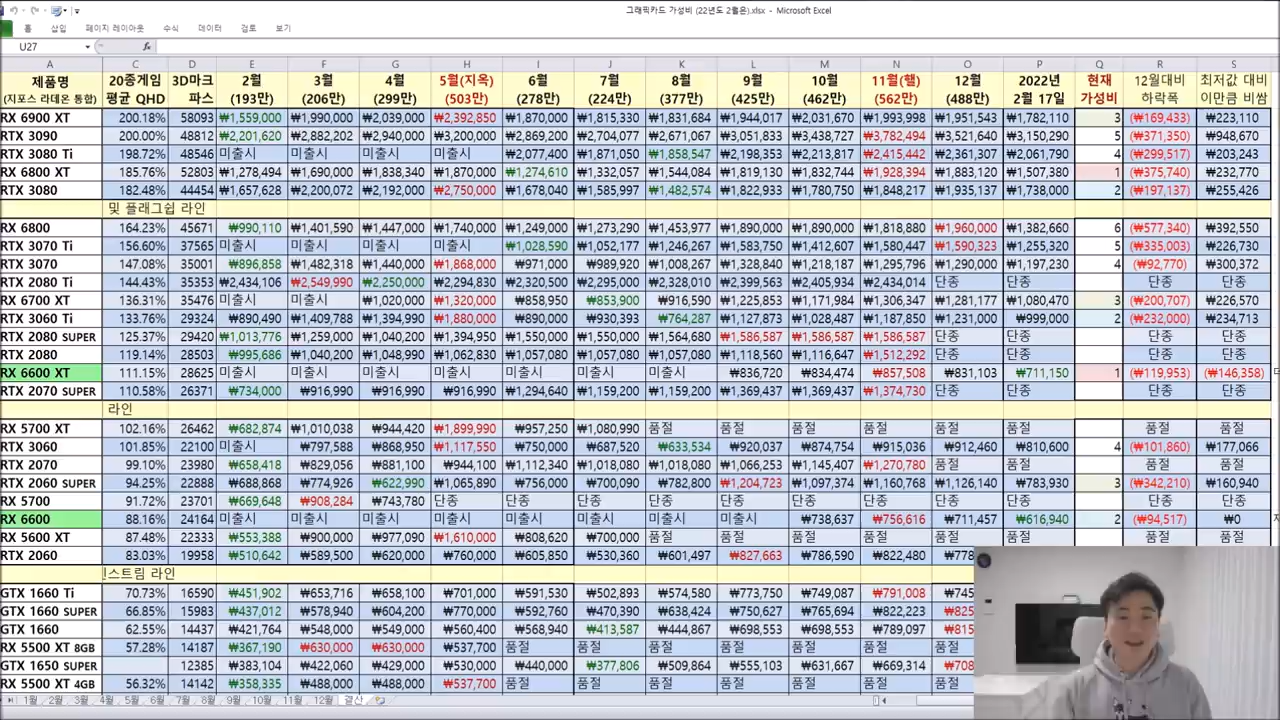 그래픽카드 가성비 (22년도 2월은).xlsx - Microsoft Excel
홈 삽입 페이지 레이아웃 수식 데이터 검토 보기
U27 fx
A C D E F G H I J K L M N O P Q R S
제품명 20종게임 3D마크 2월 3월 4월 5월(지옥) 6월 7월 8월 9월 10월 11월(헬) 12월 2022년 현재 12월대비 최저값 대비
(지포스 라데온 통합) 평균 QHD 파스 (193만) (206만) (299만) (503만) (278만) (224만) (377만) (425만) (462만) (562만) (488만) 2월 17일 가성비 하락폭 이만큼 비쌈
RX 6900 XT 200.18% 58093 ₩1,559,000 ₩1,990,000 ₩2,039,000 ₩2,392,850 ₩1,870,000 ₩1,815,330 ₩1,831,684 ₩1,944,017 ₩2,031,670 ₩1,993,998 ₩1,951,543 ₩1,782,110 3 (₩169,433) ₩223,110
RTX 3090 200.00% 48812 ₩2,201,620 ₩2,882,202 ₩2,940,000 ₩3,200,000 ₩2,869,200 ₩2,704,077 ₩2,671,067 ₩3,051,833 ₩3,438,727 ₩3,782,494 ₩3,521,640 ₩3,150,290 5 (₩371,350) ₩948,670
RTX 3080 Ti 198.72% 48546 미출시 미출시 미출시 미출시 ₩2,077,400 ₩1,871,050 ₩1,858,547 ₩2,198,353 ₩2,213,817 ₩2,415,442 ₩2,361,307 ₩2,061,790 4 (₩299,517) ₩203,243
RX 6800 XT 185.76% 52803 ₩1,278,494 ₩1,690,000 ₩1,838,340 ₩1,870,000 ₩1,274,610 ₩1,332,057 ₩1,544,084 ₩1,819,130 ₩1,832,744 ₩1,928,394 ₩1,883,120 ₩1,507,380 1 (₩375,740) ₩232,770
RTX 3080 182.48% 44454 ₩1,657,628 ₩2,200,072 ₩2,192,000 ₩2,750,000 ₩1,678,040 ₩1,585,997 ₩1,482,574 ₩1,822,933 ₩1,780,750 ₩1,848,217 ₩1,935,137 ₩1,738,000 2 (₩197,137) ₩255,426
및 플래그쉽 라인
RX 6800 164.23% 45671 ₩990,110 ₩1,401,590 ₩1,447,000 ₩1,740,000 ₩1,249,000 ₩1,273,290 ₩1,453,977 ₩1,890,000 ₩1,890,000 ₩1,818,880 ₩1,960,000 ₩1,382,660 6 (₩577,340) ₩392,550
RTX 3070 Ti 156.60% 37565 미출시 미출시 미출시 미출시 ₩1,028,590 ₩1,052,177 ₩1,246,267 ₩1,583,750 ₩1,412,607 ₩1,580,447 ₩1,590,323 ₩1,255,320 5 (₩335,003) ₩226,730
RTX 3070 147.08% 35001 ₩896,858 ₩1,482,318 ₩1,440,000 ₩1,868,000 ₩971,000 ₩989,920 ₩1,008,267 ₩1,328,840 ₩1,218,187 ₩1,295,796 ₩1,290,000 ₩1,197,230 4 (₩92,770) ₩300,372
RTX 2080 Ti 144.43% 35353 ₩2,434,106 ₩2,549,990 ₩2,250,000 ₩2,294,830 ₩2,320,500 ₩2,295,000 ₩2,328,010 ₩2,399,563 ₩2,405,934 ₩2,434,014 단종 단종 단종 단종
RX 6700 XT 136.31% 35476 미출시 미출시 ₩1,020,000 ₩1,320,000 ₩858,950 ₩853,900 ₩916,590 ₩1,225,853 ₩1,171,984 ₩1,306,347 ₩1,281,177 ₩1,080,470 3 (₩200,707) ₩226,570
RTX 3060 Ti 133.76% 29324 ₩890,490 ₩1,409,788 ₩1,394,990 ₩1,880,000 ₩890,000 ₩930,393 ₩764,287 ₩1,127,873 ₩1,028,487 ₩1,187,850 ₩1,231,000 ₩999,000 2 (₩232,000) ₩234,713
RTX 2080 SUPER 125.37% 29420 ₩1,013,776 ₩1,259,000 ₩1,040,200 ₩1,394,950 ₩1,550,000 ₩1,550,000 ₩1,564,680 ₩1,586,587 ₩1,586,587 ₩1,586,587 단종 단종 단종 단종
RTX 2080 119.14% 28503 ₩995,686 ₩1,040,200 ₩1,048,990 ₩1,062,830 ₩1,057,080 ₩1,057,080 ₩1,057,080 ₩1,118,560 ₩1,116,647 ₩1,512,292 단종 단종 단종 단종
RX 6600 XT 111.15% 28625 미출시 미출시 미출시 미출시 미출시 미출시 미출시 ₩836,720 ₩834,474 ₩857,508 ₩831,103 ₩711,150 1 (₩119,953) (₩146,358)
RTX 2070 SUPER 110.58% 26371 ₩734,000 ₩916,990 ₩916,990 ₩916,990 ₩1,294,640 ₩1,159,200 ₩1,159,200 ₩1,369,437 ₩1,369,437 ₩1,374,730 단종 단종 단종 단종
라인
RX 5700 XT 102.16% 26462 ₩682,874 ₩1,010,038 ₩944,420 ₩1,899,990 ₩957,250 ₩1,080,990 품절 품절 품절 품절 품절 품절 품절 품절
RTX 3060 101.85% 22100 미출시 ₩797,588 ₩868,950 ₩1,117,550 ₩750,000 ₩687,520 ₩633,534 ₩920,037 ₩874,754 ₩915,036 ₩912,460 ₩810,600 4 (₩101,860) ₩177,066
RTX 2070 99.10% 23980 ₩658,418 ₩829,056 ₩881,100 ₩944,100 ₩1,112,340 ₩1,018,080 ₩1,018,080 ₩1,066,253 ₩1,145,407 ₩1,270,780 품절 품절 품절 품절
RTX 2060 SUPER 94.25% 22888 ₩688,868 ₩774,926 ₩622,990 ₩1,065,890 ₩756,000 ₩700,090 ₩782,800 ₩1,204,723 ₩1,097,374 ₩1,160,768 ₩1,126,140 ₩783,930 3 (₩342,210) ₩160,940
RX 5700 91.72% 23701 ₩669,648 ₩908,284 ₩743,780 단종 단종 단종 단종 단종 단종 단종 단종 단종 단종 단종
RX 6600 88.16% 24164 미출시 미출시 미출시 미출시 미출시 미출시 미출시 미출시 ₩738,637 ₩756,616 ₩711,457 ₩616,940 2 (₩94,517) ₩0
RX 5600 XT 87.48% 22333 ₩553,388 ₩900,000 ₩977,090 ₩1,610,000 ₩808,620 ₩700,000 품절 품절 품절 품절 품절 품절 품절 품절
RTX 2060 83.03% 19958 ₩510,642 ₩589,500 ₩620,000 ₩760,000 ₩605,850 ₩530,360 ₩601,497 ₩827,663 ₩786,590 ₩822,480 ₩778
인스트림 라인
GTX 1660 Ti 70.73% 16590 ₩451,902 ₩653,716 ₩658,100 ₩701,000 ₩591,530 ₩502,893 ₩574,580 ₩773,750 ₩749,087 ₩791,008 ₩745
GTX 1660 SUPER 66.85% 15983 ₩437,012 ₩578,940 ₩604,200 ₩770,000 ₩592,760 ₩470,390 ₩638,424 ₩750,627 ₩765,694 ₩822,223 ₩825
GTX 1660 62.55% 14437 ₩421,764 ₩548,000 ₩549,000 ₩560,400 ₩568,940 ₩413,587 ₩444,867 ₩698,553 ₩698,553 ₩789,097 ₩815
RX 5500 XT 8GB 57.28% 14187 ₩367,190 ₩630,000 ₩630,000 ₩537,700 품절 품절 품절 품절 품절 품절 품절
GTX 1650 SUPER 12385 ₩383,104 ₩422,060 ₩429,000 ₩530,000 ₩440,000 ₩377,806 ₩509,864 ₩555,103 ₩631,667 ₩669,314 ₩708
RX 5500 XT 4GB 56.32% 14142 ₩358,335 ₩488,000 ₩488,000 ₩537,700 품절 품절 품절 품절 품절 품절 품절
1월 2월 3월 4월 5월 6월 7월 8월 9월 10월 11월 12월 결산